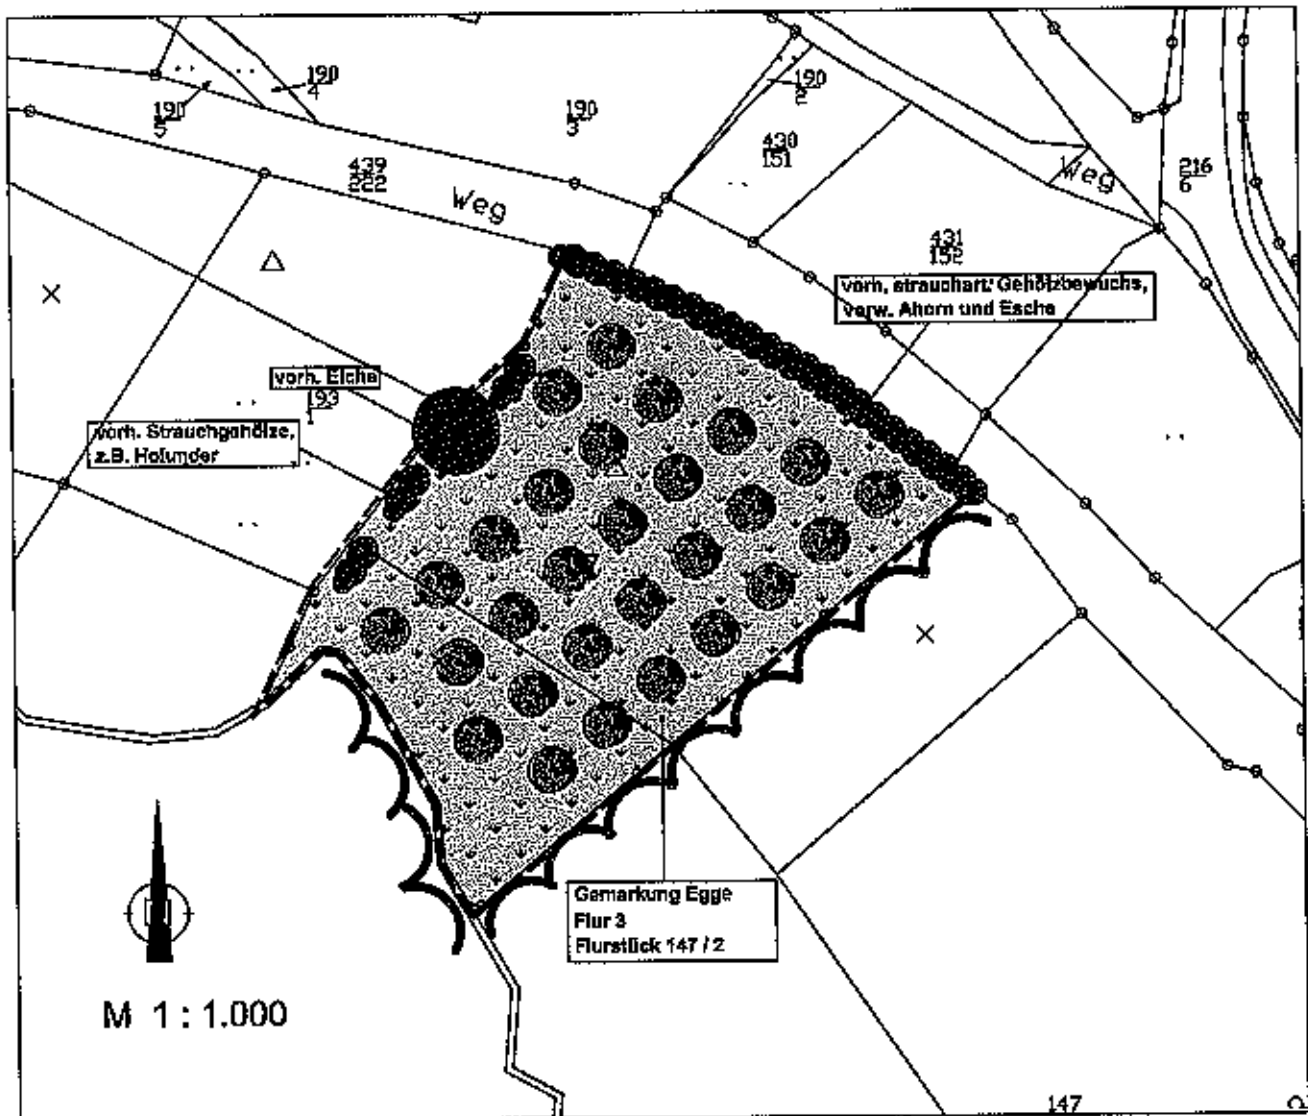 190
4
190
5
190
3
190
2
430
151
439
222
Weg
Weg
216
6
431
152
vorh. strauchart. Gehölzbewuchs,
vorw. Ahorn und Esche
vorh. Eiche
193
1
vorh. Strauchgehölze,
z.B. Holunder
Gemarkung Egge
Flur 3
Flurstück 147 / 2
M 1 : 1.000
147